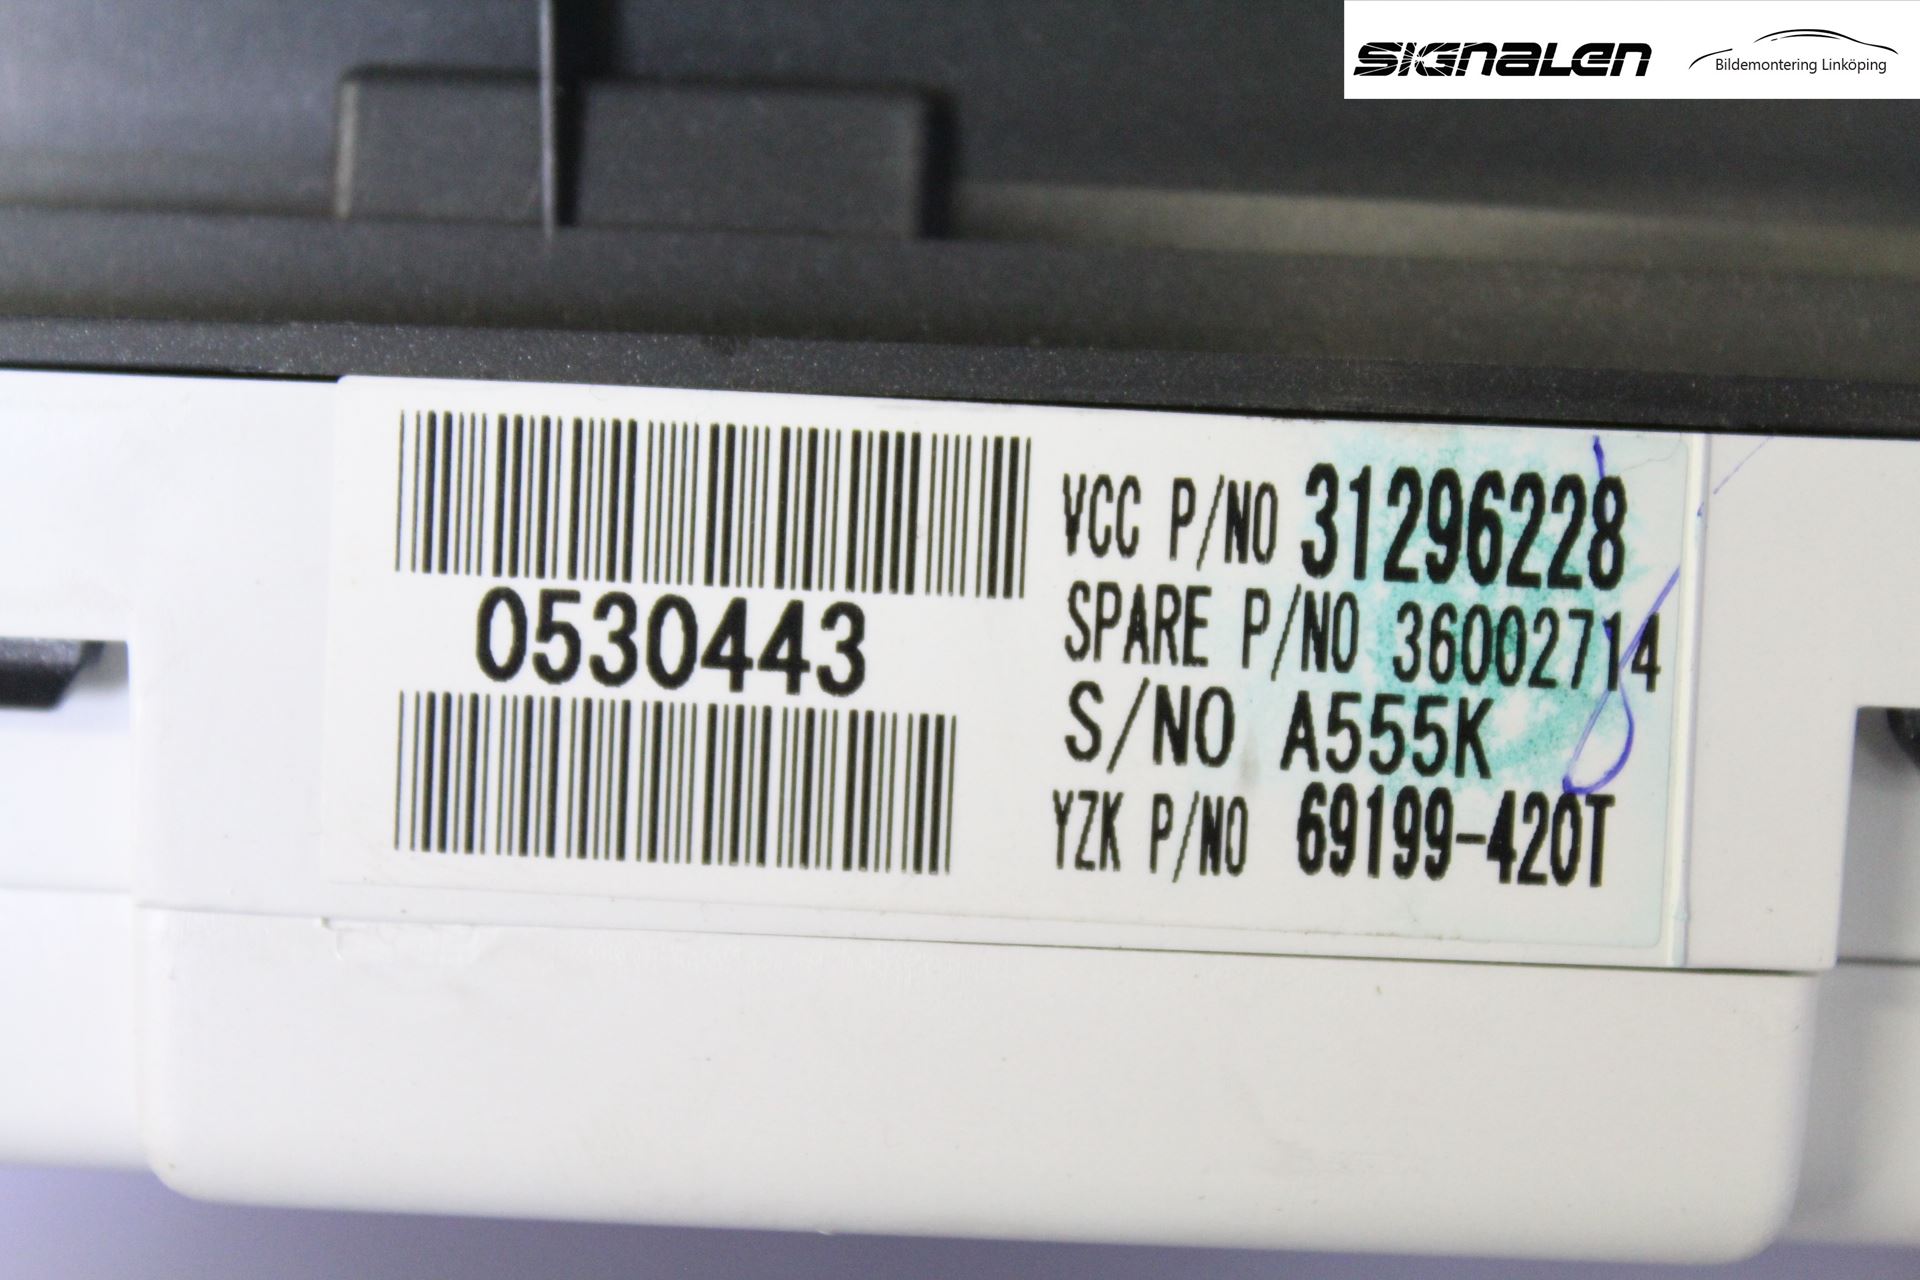 SIGNALEN
Bildemontering Linköping
0530443
VCC P/NO 31296228
SPARE P/NO 36002714
S/NO A555K
YZK P/NO 69199-420T